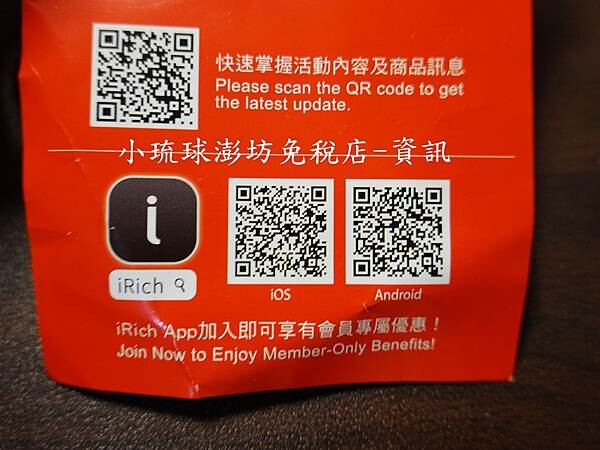 快速掌握活動內容及商品訊息
Please scan the QR code to get
the latest update.
小琉球澎坊免稅店-資訊
i
iRich
iOS
Android
iRich App加入即可享有會員專屬優惠！
Join Now to Enjoy Member-Only Benefits!